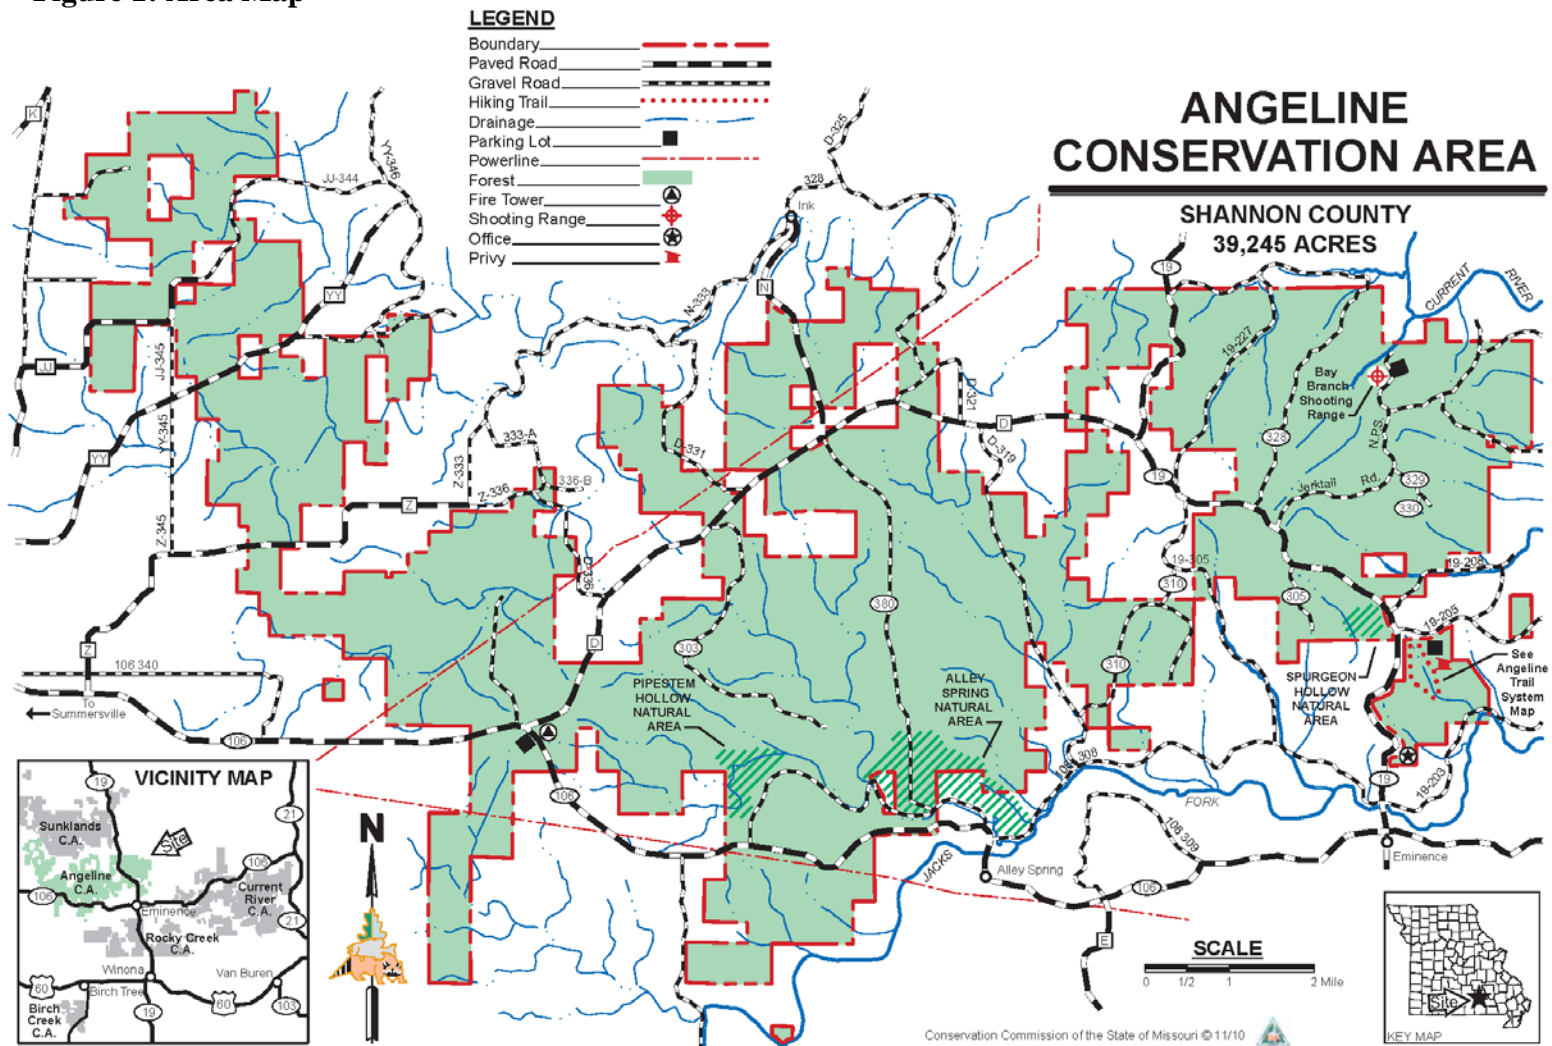 Figure 1: Area Map
LEGEND
Boundary
Paved Road
Gravel Road
Hiking Trail
Drainage
Parking Lot
Powerline
Forest
Fire Tower
Shooting Range
Office
Privy
ANGELINE
CONSERVATION AREA
SHANNON COUNTY
39,245 ACRES
K
YY-346
JJ-344
YY
JJ
JJ-345
YY-345
YY
Z-345
Z
Z
106 340
To
Summersville
106
D-325
328
Ink
N
N-333
333-A
Z-333
Z-336
336-B
D-336
D-331
D
D-321
D
D-319
380
303
PIPESTEM
HOLLOW
NATURAL
AREA
ALLEY
SPRING
NATURAL
AREA
106
19
19-227
328
19
19-305
310
310
305
CURRENT
RIVER
Bay
Branch
Shooting
Range
N.P.S.
Jerktail Rd.
329
330
19-208
19-205
See
Angeline
Trail
System
Map
SPURGEON
HOLLOW
NATURAL
AREA
19
19-203
106 308
FORK
JACKS
106 309
Alley Spring
106
Eminence
E
VICINITY MAP
19
21
Sunklands
C.A.
Site
Angeline
C.A.
106
106
Current
River
C.A.
Eminence
21
Rocky Creek
C.A.
Winona
Van Buren
60
Birch Tree
60
103
19
Birch
Creek
C.A.
N
SCALE
0 1/2 1 2 Mile
Site
KEY MAP
Conservation Commission of the State of Missouri © 11/10